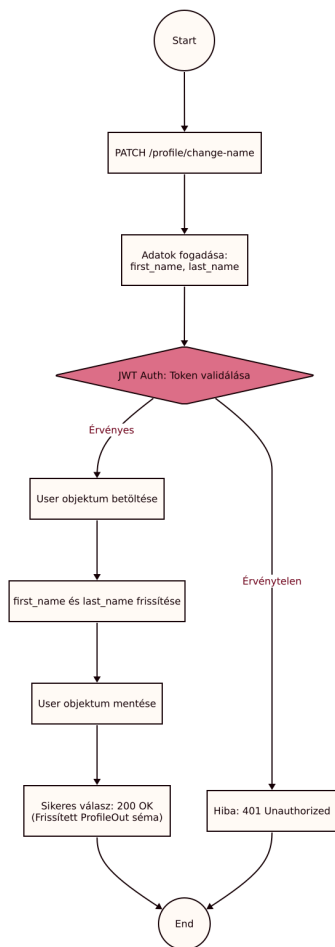 Start
PATCH /profile/change-name
Adatok fogadása:
first_name, last_name
JWT Auth: Token validálása
Érvényes
User objektum betöltése
first_name és last_name frissítése
Érvénytelen
User objektum mentése
Sikeres válasz: 200 OK
(Frissített ProfileOut séma)
Hiba: 401 Unauthorized
End